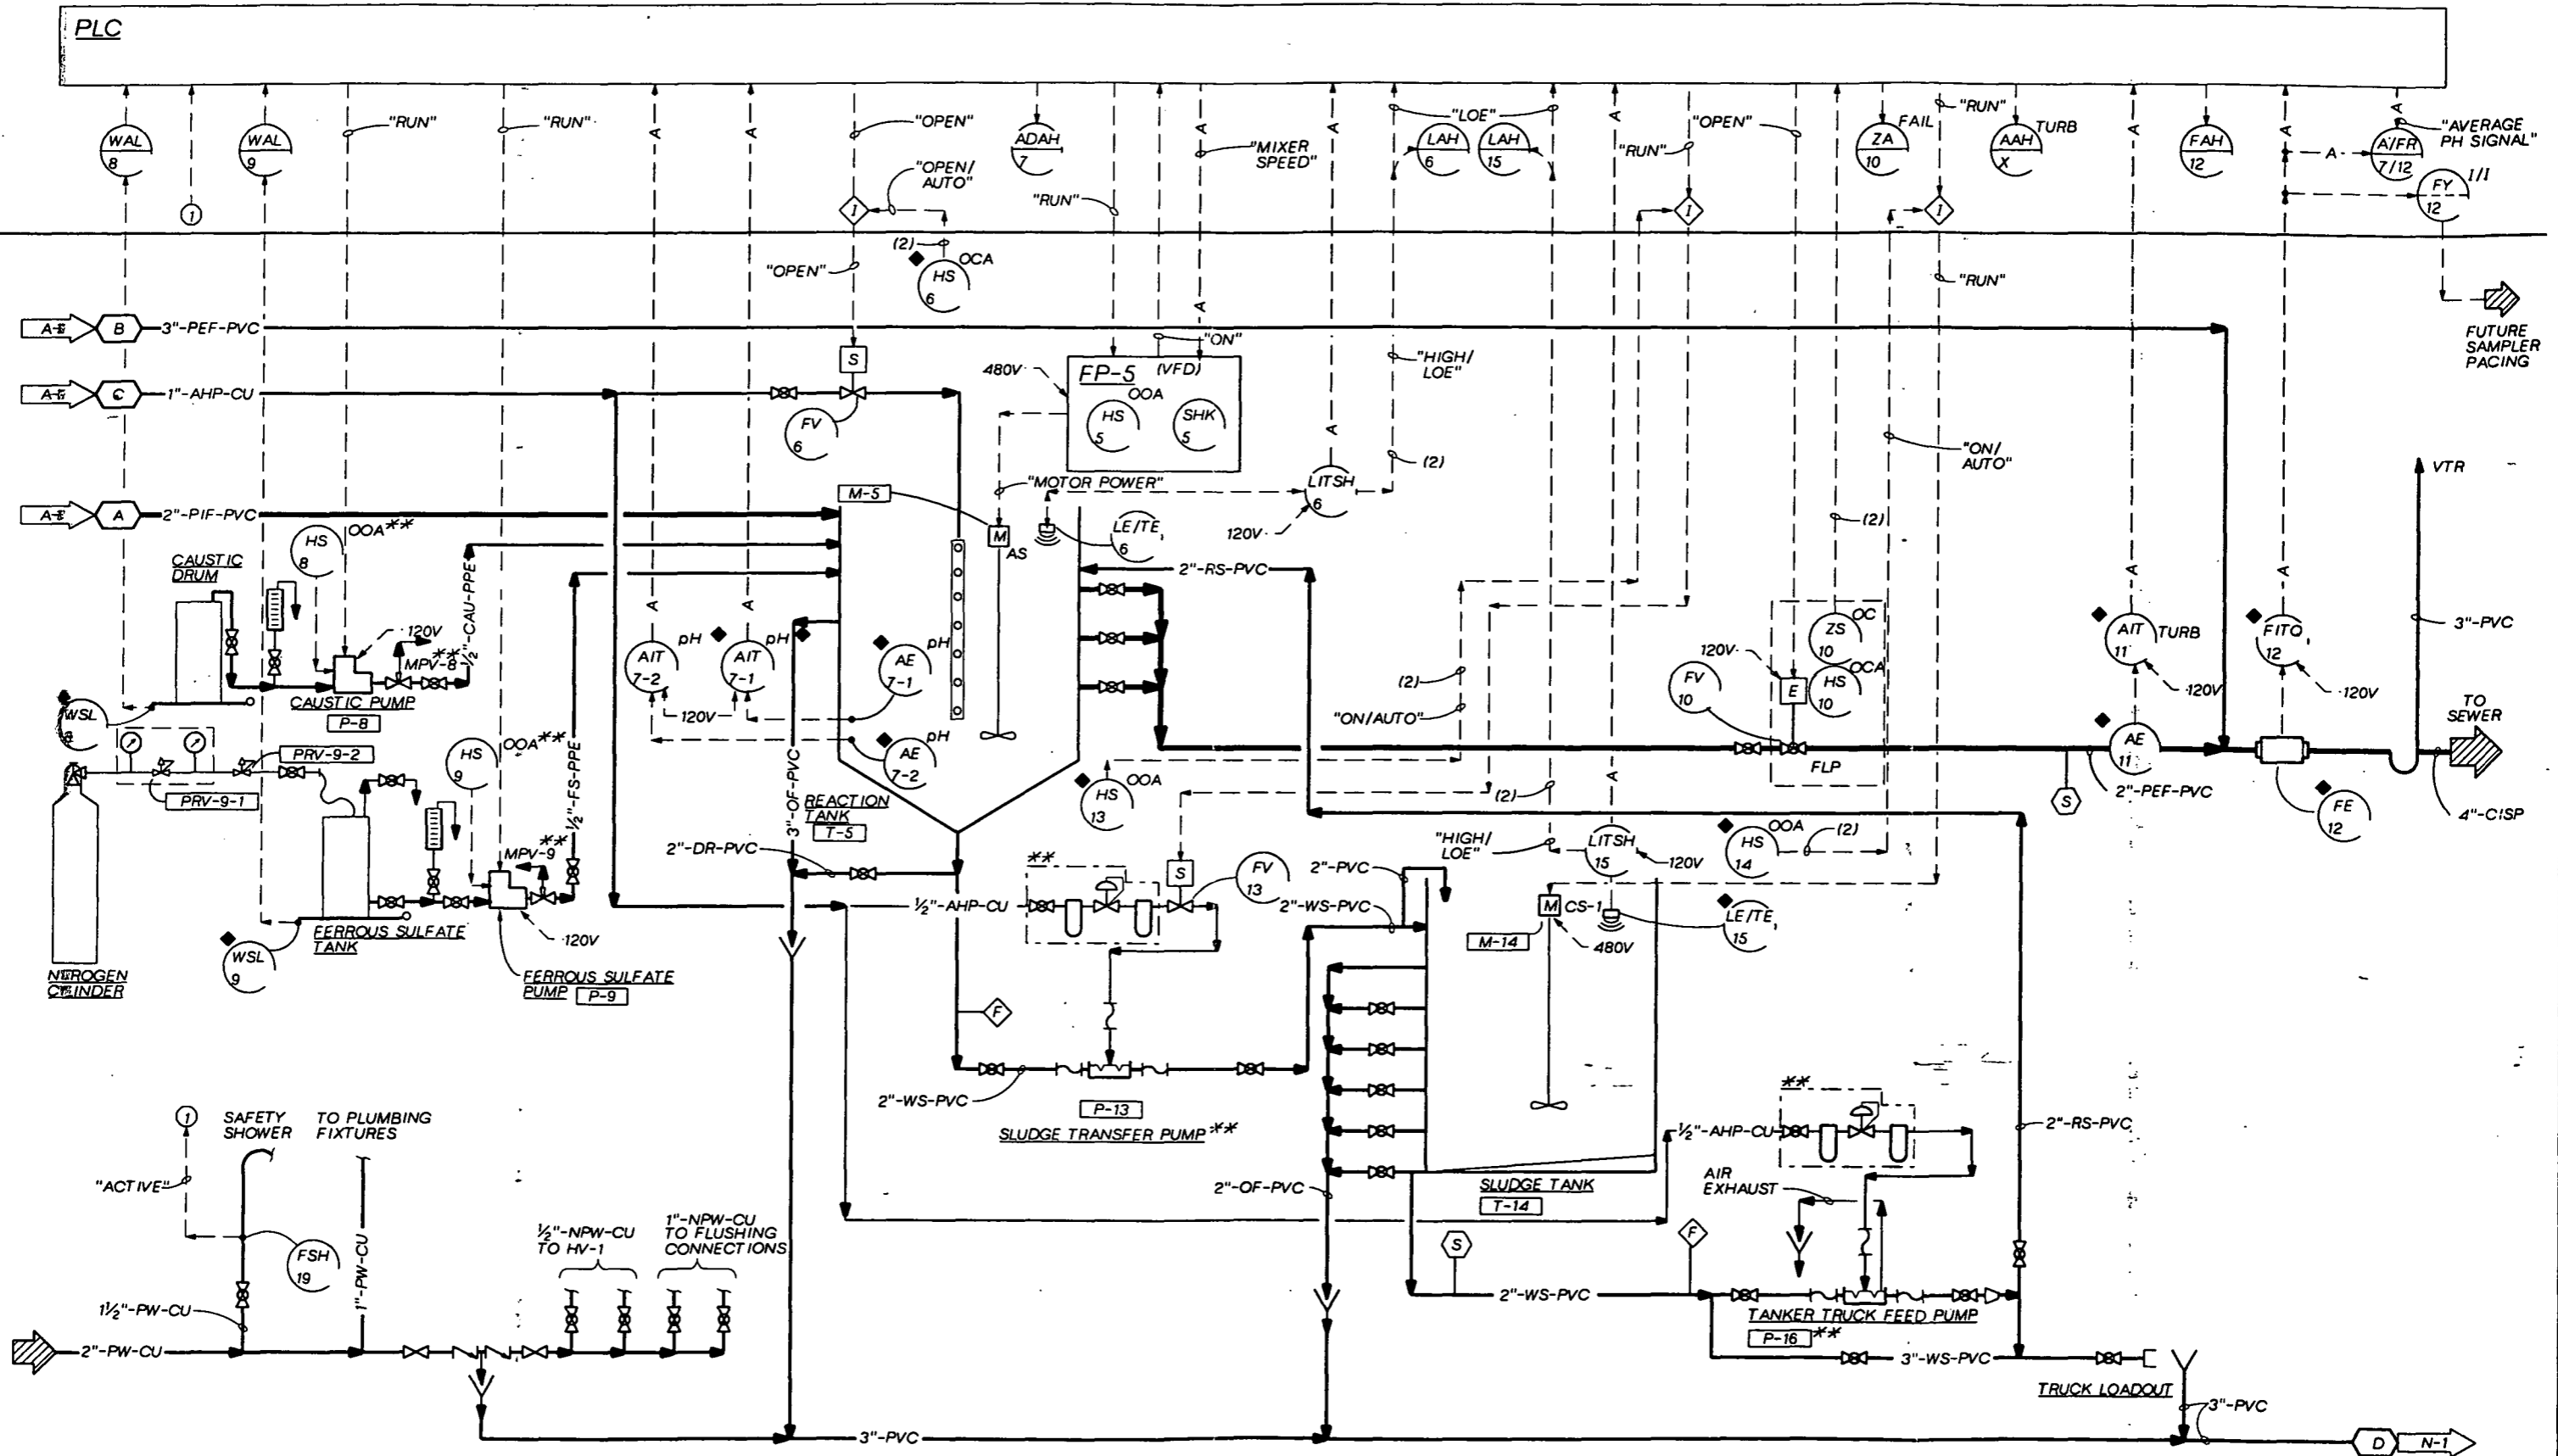 PLC
WAL
8
1
WAL
9
"RUN"
"RUN"
A
A
"OPEN"
"OPEN/
AUTO"
I
ADAH
7
"RUN"
A
"MIXER
SPEED"
A
"LOE"
LAH
6
LAH
15
A
"RUN"
I
"OPEN"
ZA
10
FAIL
"RUN"
I
AAH
X
TURB
A
FAH
12
A
A
A
A/FR
7/12
"AVERAGE
PH SIGNAL"
FY
12
I/I
(2)
HS
6
OCA
"OPEN"
"RUN"
FUTURE
SAMPLER
PACING
B
3"-PEF-PVC
C
1"-AHP-CU
A
2"-PIF-PVC
S
FV
6
"ON"
A
480V
FP-5
(VFD)
OOA
HS
5
SHK
5
"HIGH/
LOE"
(2)
A
"MOTOR POWER"
LITSH
6
120V
"ON/
AUTO"
VTR
M-5
M
AS
LE/TE
6
(2)
HS
8
OOA**
CAUSTIC
DRUM
120V
MPV-8
**
1/2"-CAU-PPE
CAUSTIC PUMP
P-8
WSL
A
A
AIT
7-2
pH
AIT
7-1
pH
120V
AE
7-1
pH
AE
7-2
pH
2"-RS-PVC
(2)
"ON/AUTO"
FV
10
120V
E
ZS
10
OC
HS
10
OCA
FLP
A
AIT
11
TURB
120V
AE
11
S
2"-PEF-PVC
FITQ
12
120V
FE
12
3"-PVC
TO
SEWER
4"-CISP
PRV-9-2
PRV-9-1
HS
9
OOA**
MPV-9
**
1/2"-FS-PPE
120V
FERROUS SULFATE
TANK
WSL
9
NITROGEN
CYLINDER
FERROUS SULFATE
PUMP
P-9
3"-OF-PVC
REACTION
TANK
T-5
2"-DR-PVC
HS
13
OOA
1/2"-AHP-CU
**
S
FV
13
(2)
A
"HIGH/
LOE"
LITSH
15
120V
HS
14
OOA
(2)
2"-PVC
2"-WS-PVC
M
CS-1
M-14
480V
LE/TE
15
F
2"-WS-PVC
P-13
SLUDGE TRANSFER PUMP**
**
1/2"-AHP-CU
2"-RS-PVC
SLUDGE TANK
T-14
2"-OF-PVC
AIR
EXHAUST
S
F
2"-WS-PVC
TANKER TRUCK FEED PUMP
P-16
**
3"-WS-PVC
TRUCK LOADOUT
3"-PVC
1
SAFETY
SHOWER
TO PLUMBING
FIXTURES
"ACTIVE"
FSH
19
1"-PW-CU
1/2"-NPW-CU
TO HV-1
1"-NPW-CU
TO FLUSHING
CONNECTIONS
1 1/2"-PW-CU
2"-PW-CU
3"-PVC
D
N-1